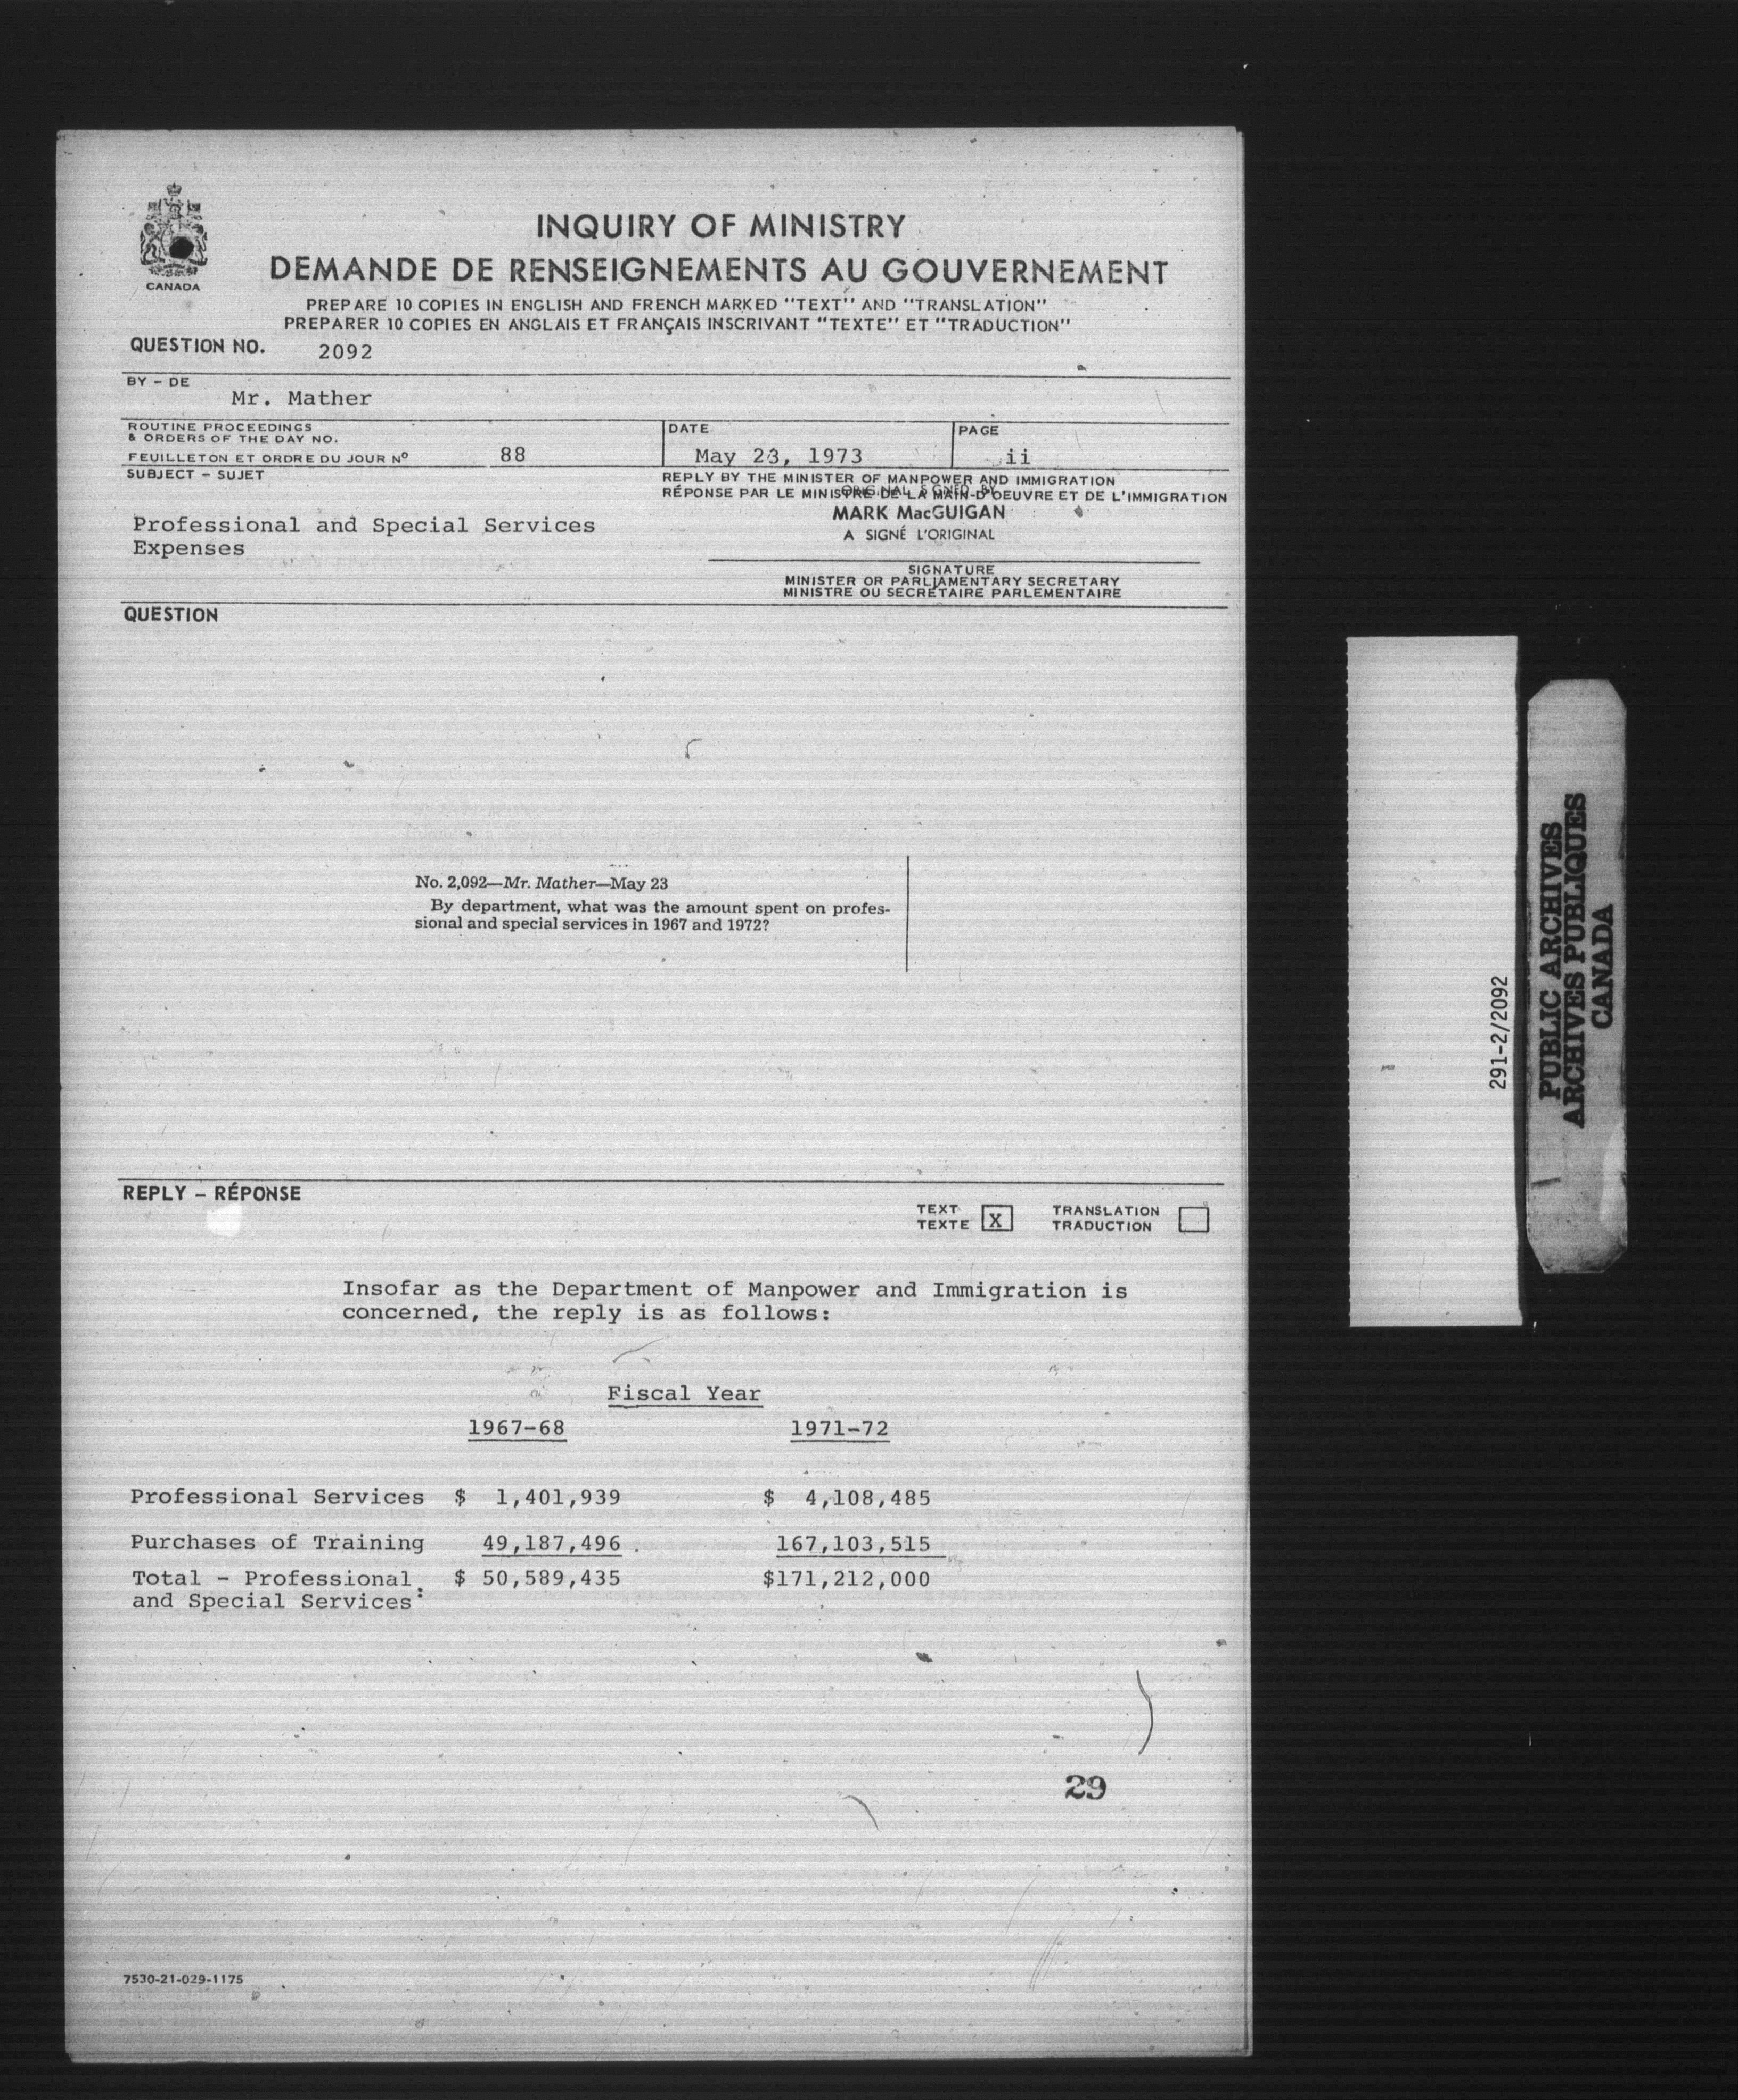 CANADA
INQUIRY OF MINISTRY
DEMANDE DE RENSEIGNEMENTS AU GOUVERNEMENT
PREPARE 10 COPIES IN ENGLISH AND FRENCH MARKED "TEXT" AND "TRANSLATION"
PREPARER 10 COPIES EN ANGLAIS ET FRANÇAIS INSCRIVANT "TEXTE" ET "TRADUCTION"
QUESTION NO. 2092
BY - DE
Mr. Mather
ROUTINE PROCEEDINGS
& ORDERS OF THE DAY NO.
FEUILLETON ET ORDRE DU JOUR Nº 88
DATE
May 23, 1973
PAGE
ii
SUBJECT - SUJET
Professional and Special Services
Expenses
REPLY BY THE MINISTER OF MANPOWER AND IMMIGRATION
RÉPONSE PAR LE MINISTRE DE LA MAIN-D'OEUVRE ET DE L'IMMIGRATION
ORIGINAL SIGNED BY
MARK MacGUIGAN
A SIGNÉ L'ORIGINAL
SIGNATURE
MINISTER OR PARLIAMENTARY SECRETARY
MINISTRE OU SECRÉTAIRE PARLEMENTAIRE
QUESTION
No. 2,092—Mr. Mather—May 23
By department, what was the amount spent on profes-
sional and special services in 1967 and 1972?
REPLY - RÉPONSE
TEXT
TEXTE X
TRANSLATION
TRADUCTION
Insofar as the Department of Manpower and Immigration is
concerned, the reply is as follows:
Fiscal Year
1967-68 1971-72
Professional Services $ 1,401,939 $ 4,108,485
Purchases of Training 49,187,496 167,103,515
Total - Professional $ 50,589,435 $171,212,000
and Special Services:
29
7530-21-029-1175
291-2/2092
PUBLIC ARCHIVES
ARCHIVES PUBLIQUES
CANADA